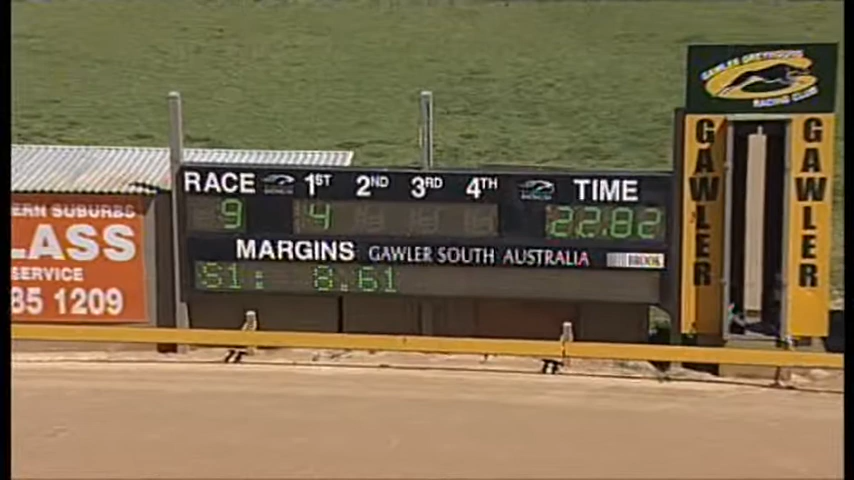 GAWLER GREYHOUND
RACING CLUB
GAWLER
GAWLER
RACE 1ST 2ND 3RD 4TH TIME
9 4 22.82
MARGINS GAWLER SOUTH AUSTRALIA BROOK
S1: 8.61
ERN SUBURBS
LASS
SERVICE
85 1209